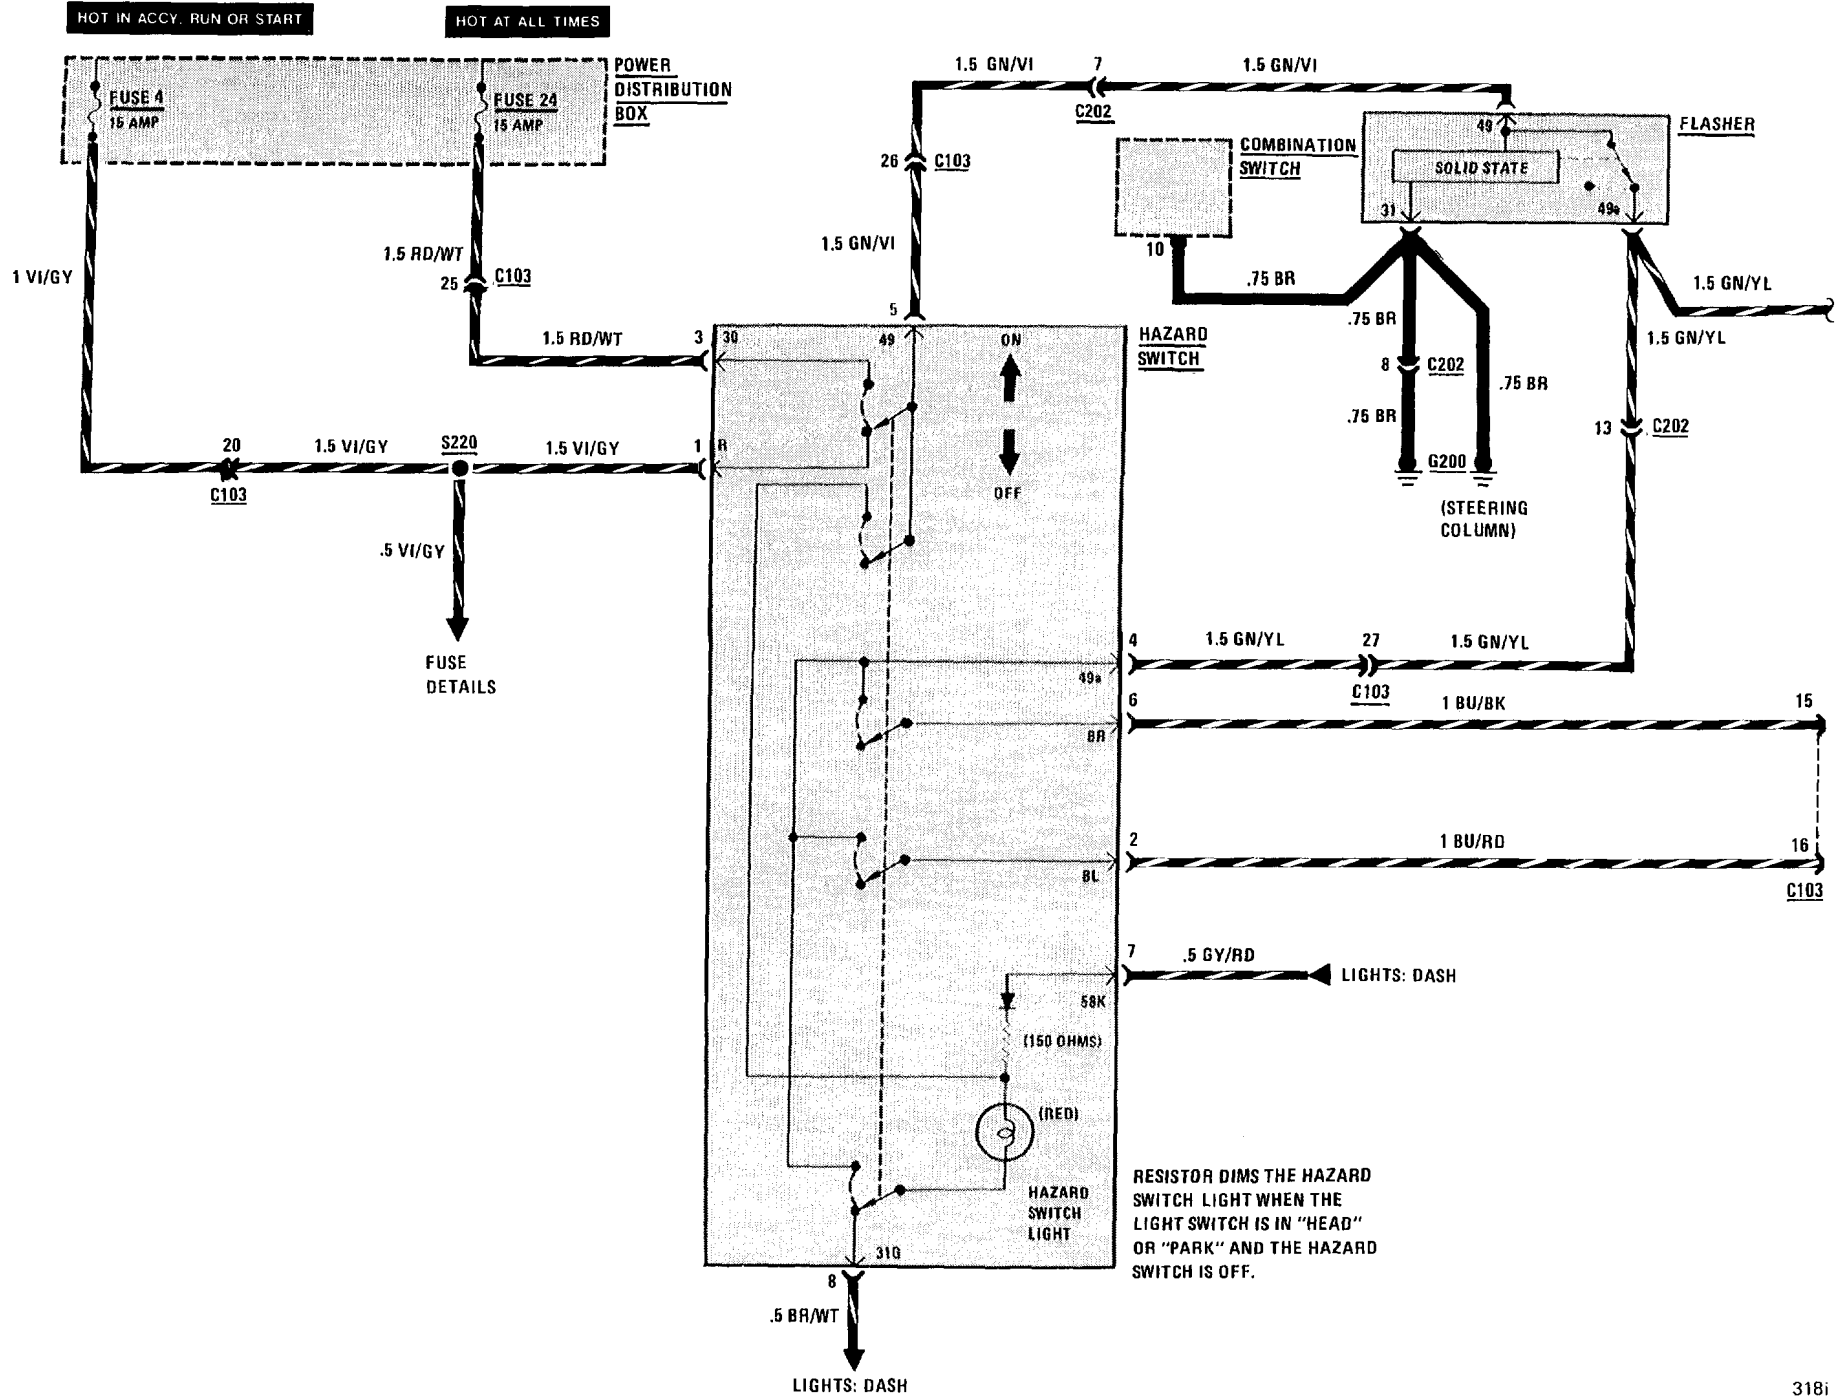 HOT IN ACCY, RUN OR START
HOT AT ALL TIMES
POWER
DISTRIBUTION
BOX
FUSE 4
15 AMP
FUSE 24
15 AMP
1.5 GN/VI
7
1.5 GN/VI
C202
FLASHER
49
SOLID STATE
31
49a
COMBINATION
SWITCH
10
26
C103
1.5 GN/VI
1 VI/GY
1.5 RD/WT
25
C103
.75 BR
1.5 GN/YL
.75 BR
1.5 GN/YL
5
1.5 RD/WT
3
30
49
ON
HAZARD
SWITCH
8
C202
.75 BR
.75 BR
13
C202
20
1.5 VI/GY
S220
1.5 VI/GY
1
R
C103
OFF
G200
(STEERING
COLUMN)
.5 VI/GY
FUSE
DETAILS
4
1.5 GN/YL
27
1.5 GN/YL
49a
C103
6
1 BU/BK
15
BR
2
1 BU/RD
16
BL
C103
7
.5 GY/RD
LIGHTS: DASH
58K
(150 OHMS)
(RED)
HAZARD
SWITCH
LIGHT
RESISTOR DIMS THE HAZARD
SWITCH LIGHT WHEN THE
LIGHT SWITCH IS IN "HEAD"
OR "PARK" AND THE HAZARD
SWITCH IS OFF.
31G
8
.5 BR/WT
LIGHTS: DASH
318i